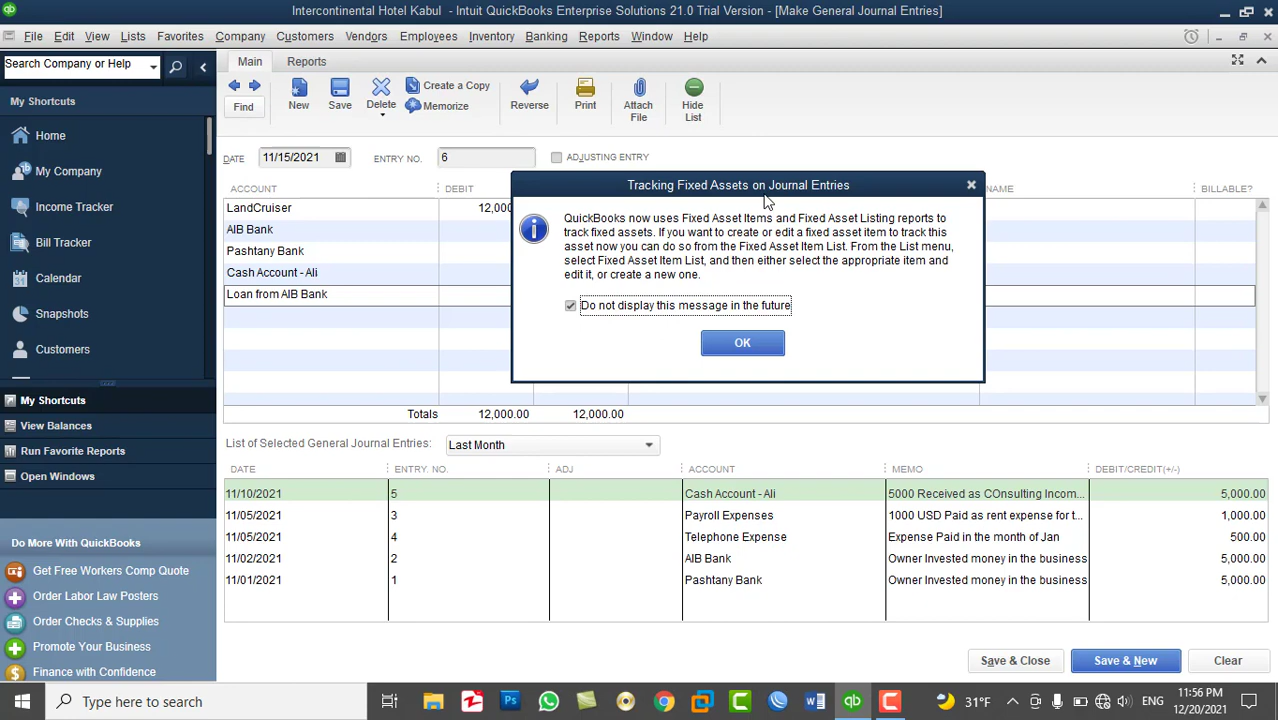 Intercontinental Hotel Kabul - Intuit QuickBooks Enterprise Solutions 21.0 Trial Version - [Make General Journal Entries]
File Edit View Lists Favorites Company Customers Vendors Employees Inventory Banking Reports Window Help
Search Company or Help
My Shortcuts
Home
My Company
Income Tracker
Bill Tracker
Calendar
Snapshots
Customers
My Shortcuts
View Balances
Run Favorite Reports
Open Windows
Do More With QuickBooks
Get Free Workers Comp Quote
Order Labor Law Posters
Order Checks & Supplies
Promote Your Business
Finance with Confidence
Main Reports
Find
New
Save
Delete
Create a Copy
Memorize
Reverse
Print
Attach
File
Hide
List
DATE 11/15/2021 ENTRY NO. 6 ADJUSTING ENTRY
ACCOUNT DEBIT NAME BILLABLE?
LandCruiser 12,000
AIB Bank
Pashtany Bank
Cash Account - Ali
Loan from AIB Bank
Totals 12,000.00 12,000.00
Tracking Fixed Assets on Journal Entries
QuickBooks now uses Fixed Asset Items and Fixed Asset Listing reports to
track fixed assets. If you want to create or edit a fixed asset item to track this
asset now you can do so from the Fixed Asset Item List. From the List menu,
select Fixed Asset Item List, and then either select the appropriate item and
edit it, or create a new one.
Do not display this message in the future
OK
List of Selected General Journal Entries: Last Month
DATE ENTRY. NO. ADJ ACCOUNT MEMO DEBIT/CREDIT(+/-)
11/10/2021 5 Cash Account - Ali 5000 Received as COnsulting Incom... 5,000.00
11/05/2021 3 Payroll Expenses 1000 USD Paid as rent expense for t... 1,000.00
11/05/2021 4 Telephone Expense Expense Paid in the month of Jan 500.00
11/02/2021 2 AIB Bank Owner Invested money in the business 5,000.00
11/01/2021 1 Pashtany Bank Owner Invested money in the business 5,000.00
Save & Close Save & New Clear
Type here to search
31°F
ENG
11:56 PM
12/20/2021